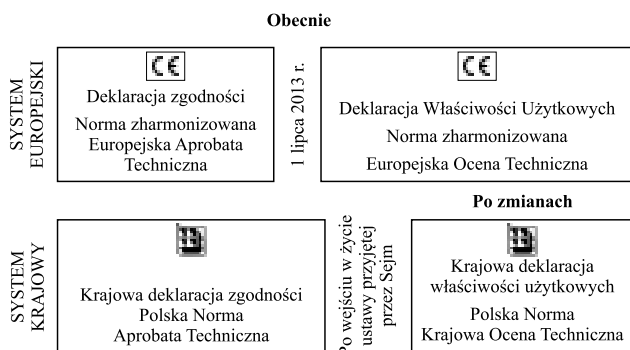 Obecnie
SYSTEM
EUROPEJSKI
CE
Deklaracja zgodności
Norma zharmonizowana
Europejska Aprobata
Techniczna
1 lipca 2013 r.
CE
Deklaracja Właściwości Użytkowych
Norma zharmonizowana
Europejska Ocena Techniczna
Po zmianach
SYSTEM
KRAJOWY
Krajowa deklaracja zgodności
Polska Norma
Aprobata Techniczna
Po wejściu w życie
ustawy przyjętej
przez Sejm
Krajowa deklaracja
właściwości użytkowych
Polska Norma
Krajowa Ocena Techniczna